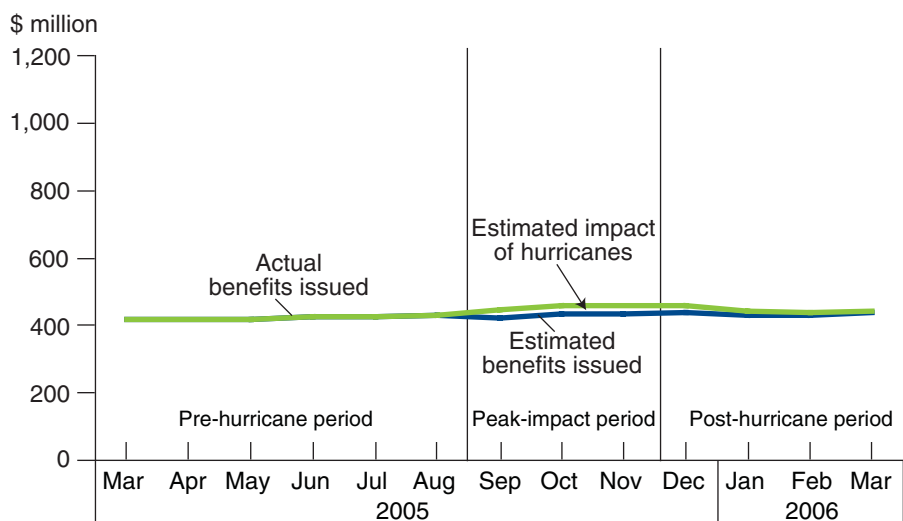 $ million
1,200
1,000
800
600
400
200
0
Estimated impact
of hurricanes
Actual
benefits issued
Estimated
benefits issued
Pre-hurricane period
Peak-impact period
Post-hurricane period
Mar Apr May Jun Jul Aug Sep Oct Nov Dec Jan Feb Mar
2005 2006